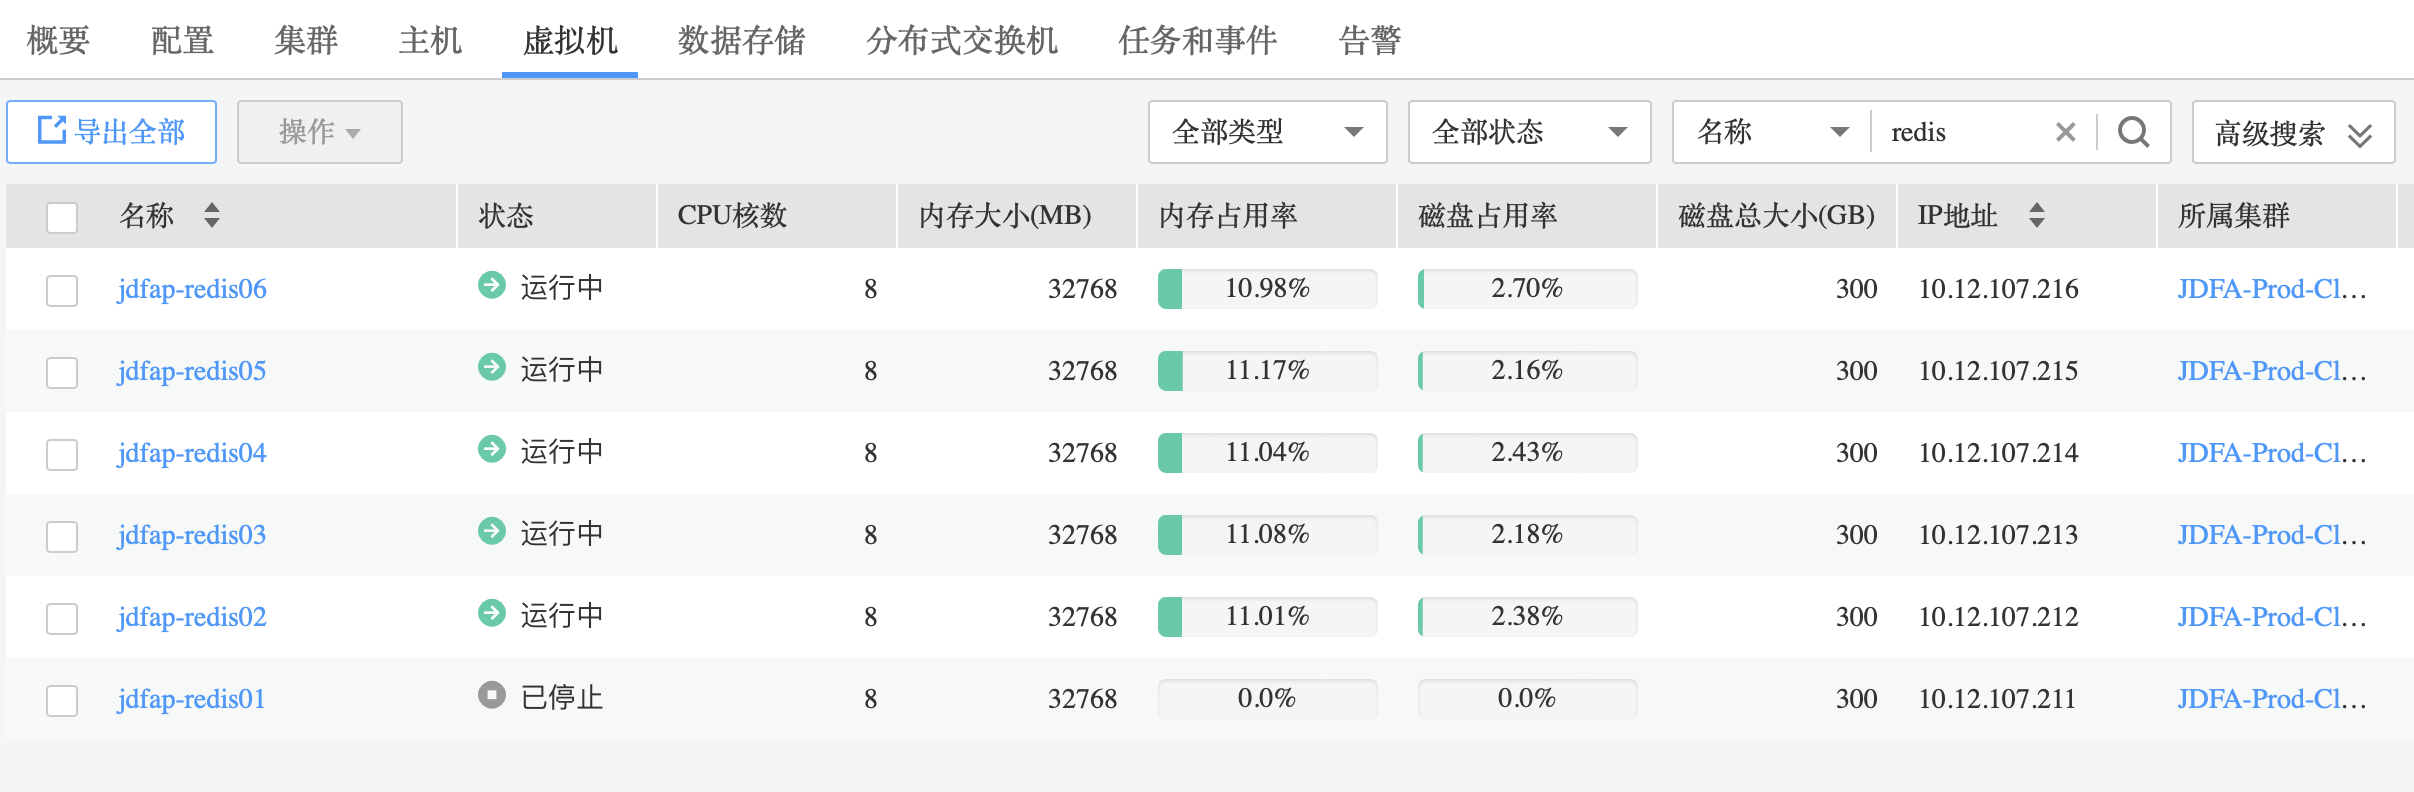 概要 配置 集群 主机 虚拟机 数据存储 分布式交换机 任务和事件 告警
导出全部 操作 全部类型 全部状态 名称 redis 高级搜索
名称 状态 CPU核数 内存大小(MB) 内存占用率 磁盘占用率 磁盘总大小(GB) IP地址 所属集群
jdfap-redis06 运行中 8 32768 10.98% 2.70% 300 10.12.107.216 JDFA-Prod-Cl...
jdfap-redis05 运行中 8 32768 11.17% 2.16% 300 10.12.107.215 JDFA-Prod-Cl...
jdfap-redis04 运行中 8 32768 11.04% 2.43% 300 10.12.107.214 JDFA-Prod-Cl...
jdfap-redis03 运行中 8 32768 11.08% 2.18% 300 10.12.107.213 JDFA-Prod-Cl...
jdfap-redis02 运行中 8 32768 11.01% 2.38% 300 10.12.107.212 JDFA-Prod-Cl...
jdfap-redis01 已停止 8 32768 0.0% 0.0% 300 10.12.107.211 JDFA-Prod-Cl...